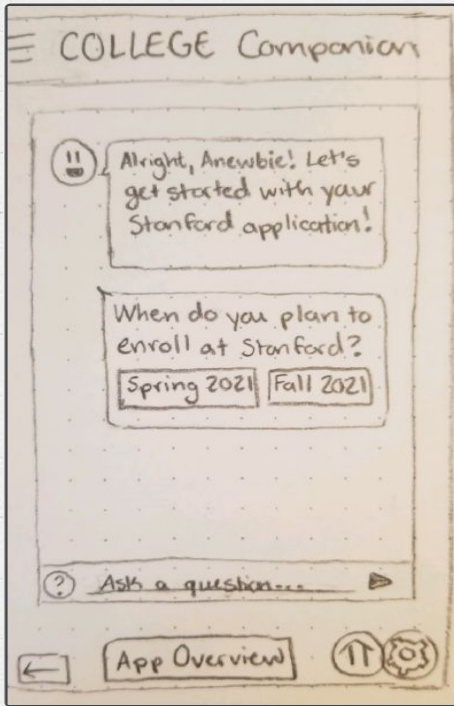 COLLEGE Companion
Alright, Anewbie! Let's
get started with your
Stanford application!
When do you plan to
enroll at Stanford?
Spring 2021 Fall 2021
? Ask a question...
App Overview